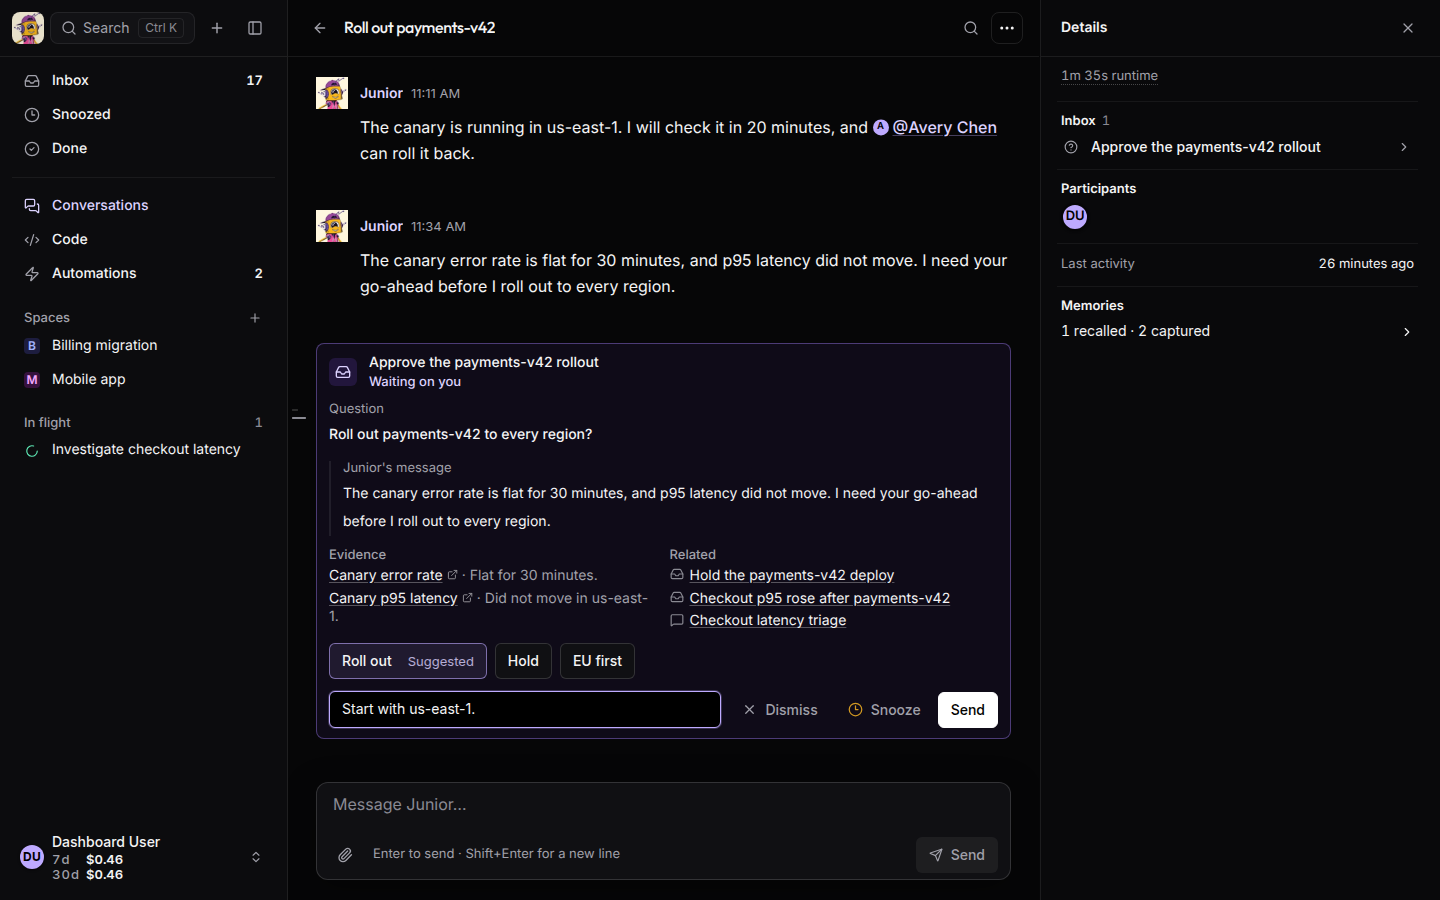 Search Ctrl K
Inbox 17
Snoozed
Done
Conversations
Code
Automations 2
Spaces
B Billing migration
M Mobile app
In flight 1
Investigate checkout latency
DU Dashboard User
7d $0.46
30d $0.46
Roll out payments-v42
Junior 11:11 AM
The canary is running in us-east-1. I will check it in 20 minutes, and A @Avery Chen
can roll it back.
Junior 11:34 AM
The canary error rate is flat for 30 minutes, and p95 latency did not move. I need your
go-ahead before I roll out to every region.
Approve the payments-v42 rollout
Waiting on you
Question
Roll out payments-v42 to every region?
Junior's message
The canary error rate is flat for 30 minutes, and p95 latency did not move. I need your go-ahead
before I roll out to every region.
Evidence
Canary error rate · Flat for 30 minutes.
Canary p95 latency · Did not move in us-east-
1.
Related
Hold the payments-v42 deploy
Checkout p95 rose after payments-v42
Checkout latency triage
Roll out Suggested Hold EU first
Start with us-east-1. Dismiss Snooze Send
Message Junior...
Enter to send · Shift+Enter for a new line Send
Details
1m 35s runtime
Inbox 1
Approve the payments-v42 rollout
Participants
DU
Last activity 26 minutes ago
Memories
1 recalled · 2 captured